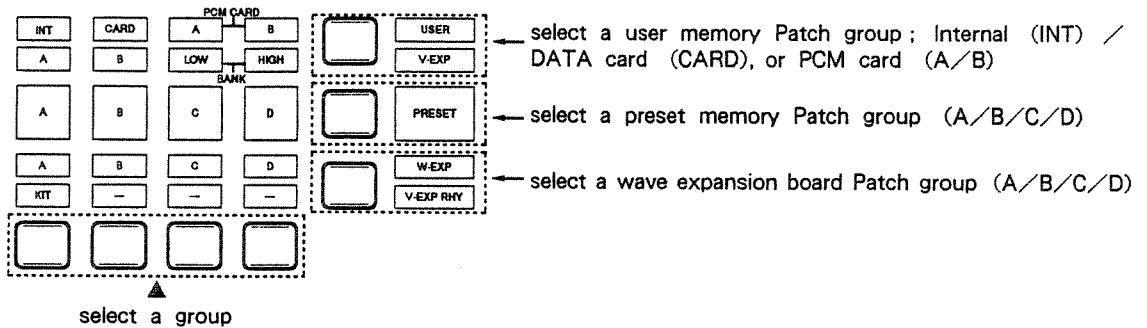 PCM CARD
INT CARD A B USER
A B LOW HIGH V-EXP
BANK
A B C D PRESET
A B C D W-EXP
KIT — — — V-EXP RHY
select a user memory Patch group ; Internal (INT) /
DATA card (CARD), or PCM card (A/B)
select a preset memory Patch group (A/B/C/D)
select a wave expansion board Patch group (A/B/C/D)
select a group